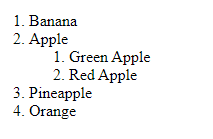 1. Banana
2. Apple
1. Green Apple
2. Red Apple
3. Pineapple
4. Orange